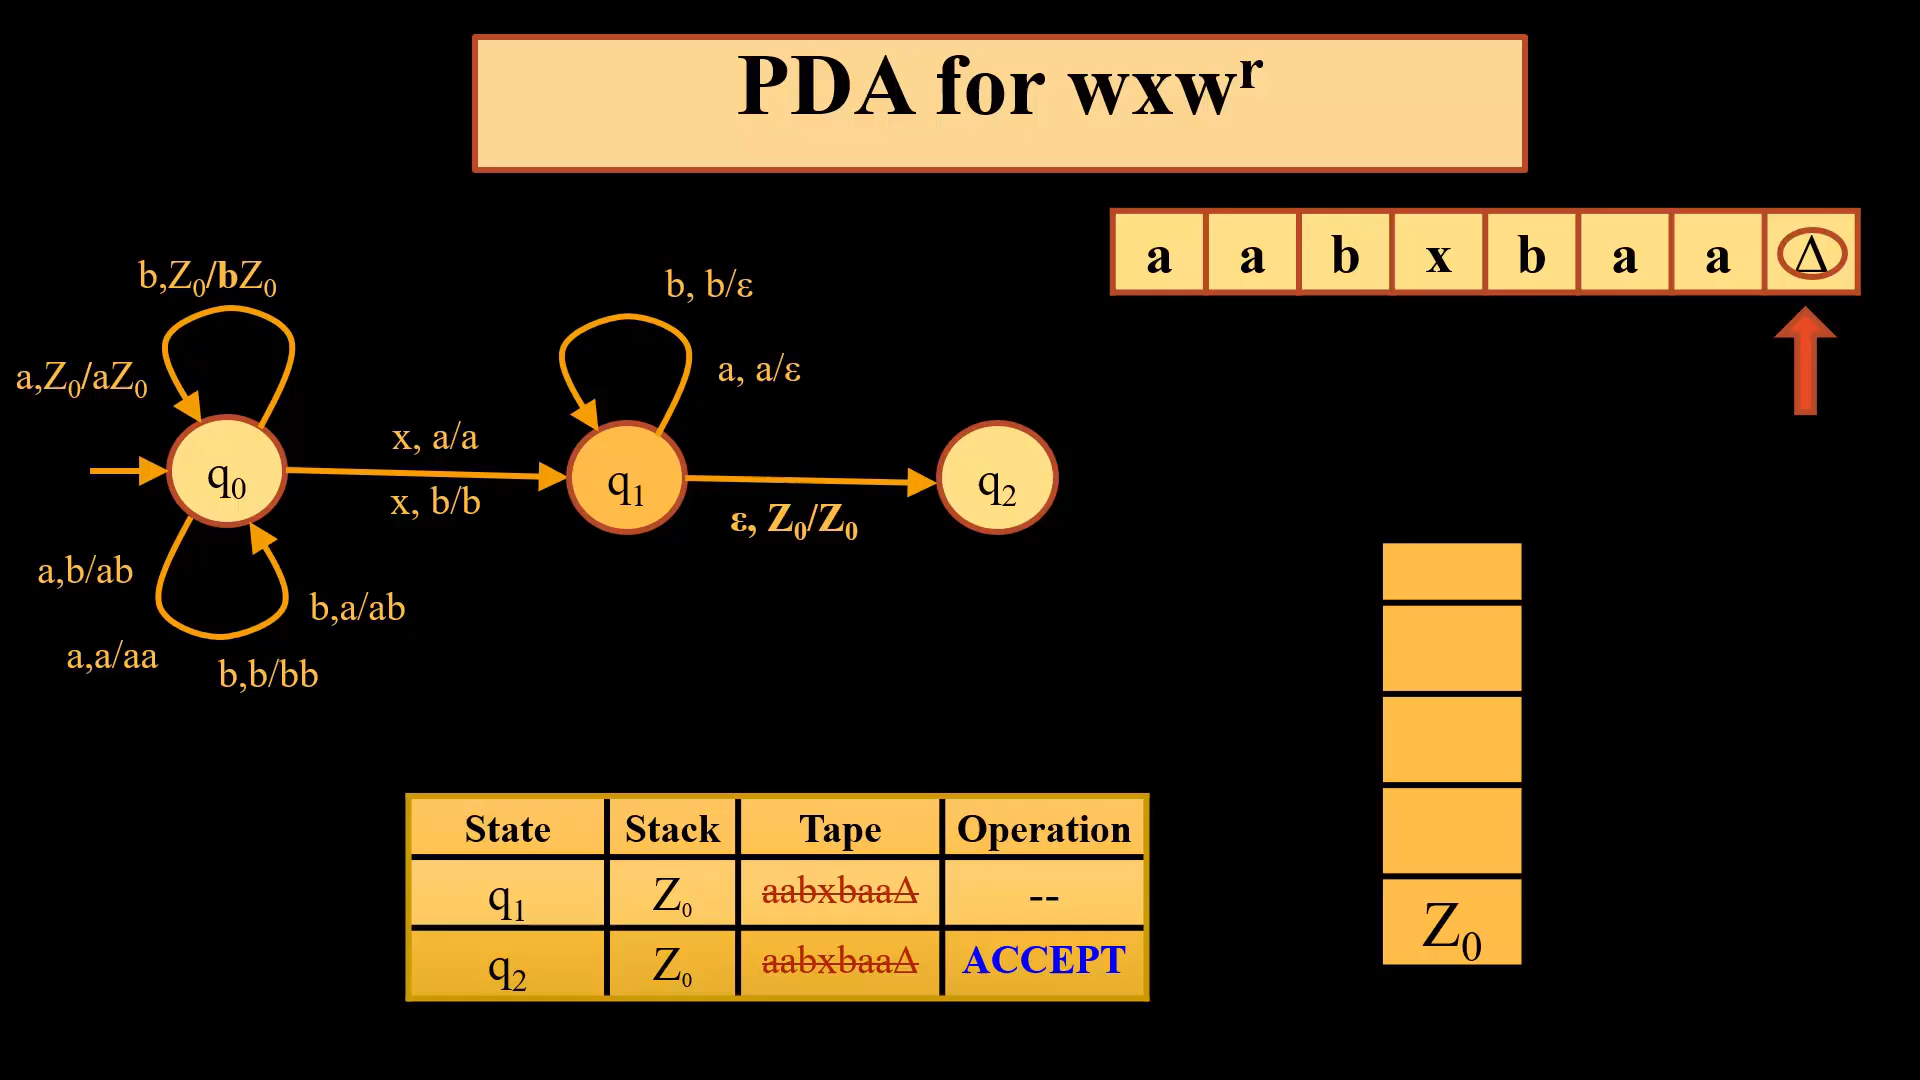 PDA for wxwʳ
a a b x b a a Δ
b,Z₀/bZ₀
b, b/ε
a,Z₀/aZ₀
a, a/ε
x, a/a
q₀
q₁
q₂
x, b/b
ε, Z₀/Z₀
a,b/ab
b,a/ab
a,a/aa
b,b/bb
State Stack Tape Operation
q₁ Z₀ aabxbaaΔ --
q₂ Z₀ aabxbaaΔ ACCEPT
Z₀